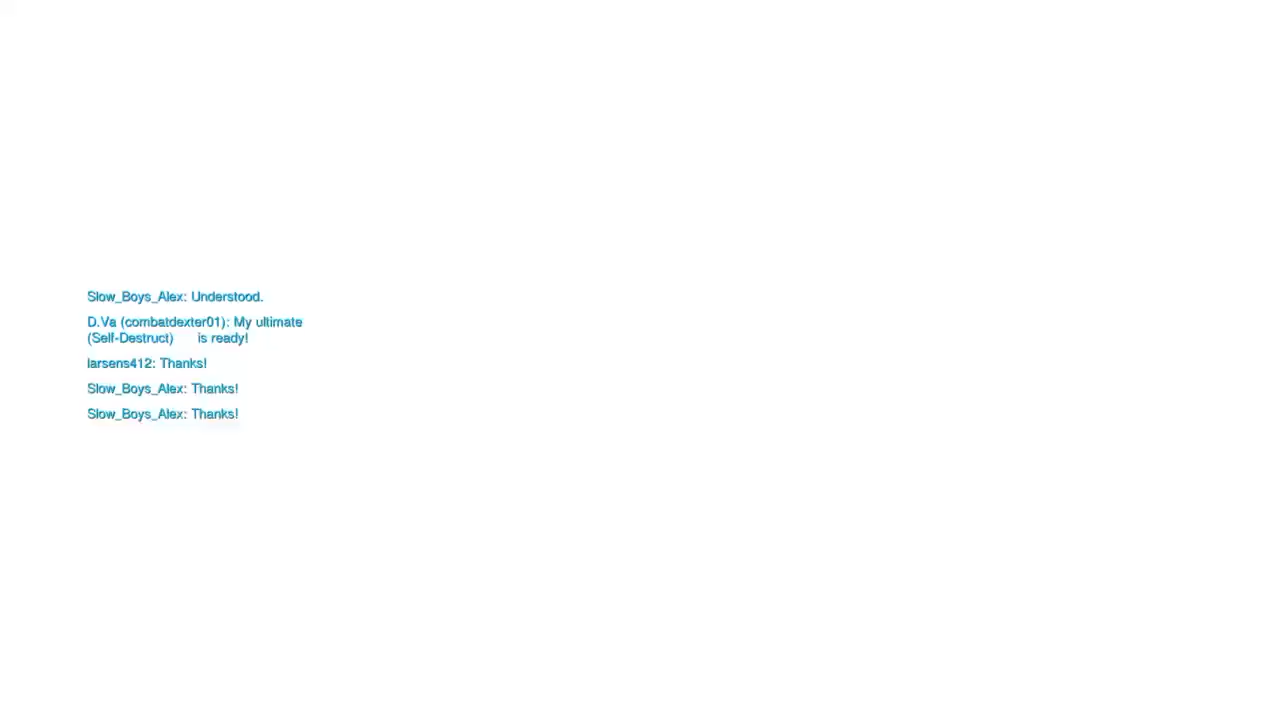 Slow_Boys_Alex: Understood.
D.Va (combatdexter01): My ultimate
(Self-Destruct) is ready!
larsens412: Thanks!
Slow_Boys_Alex: Thanks!
Slow_Boys_Alex: Thanks!